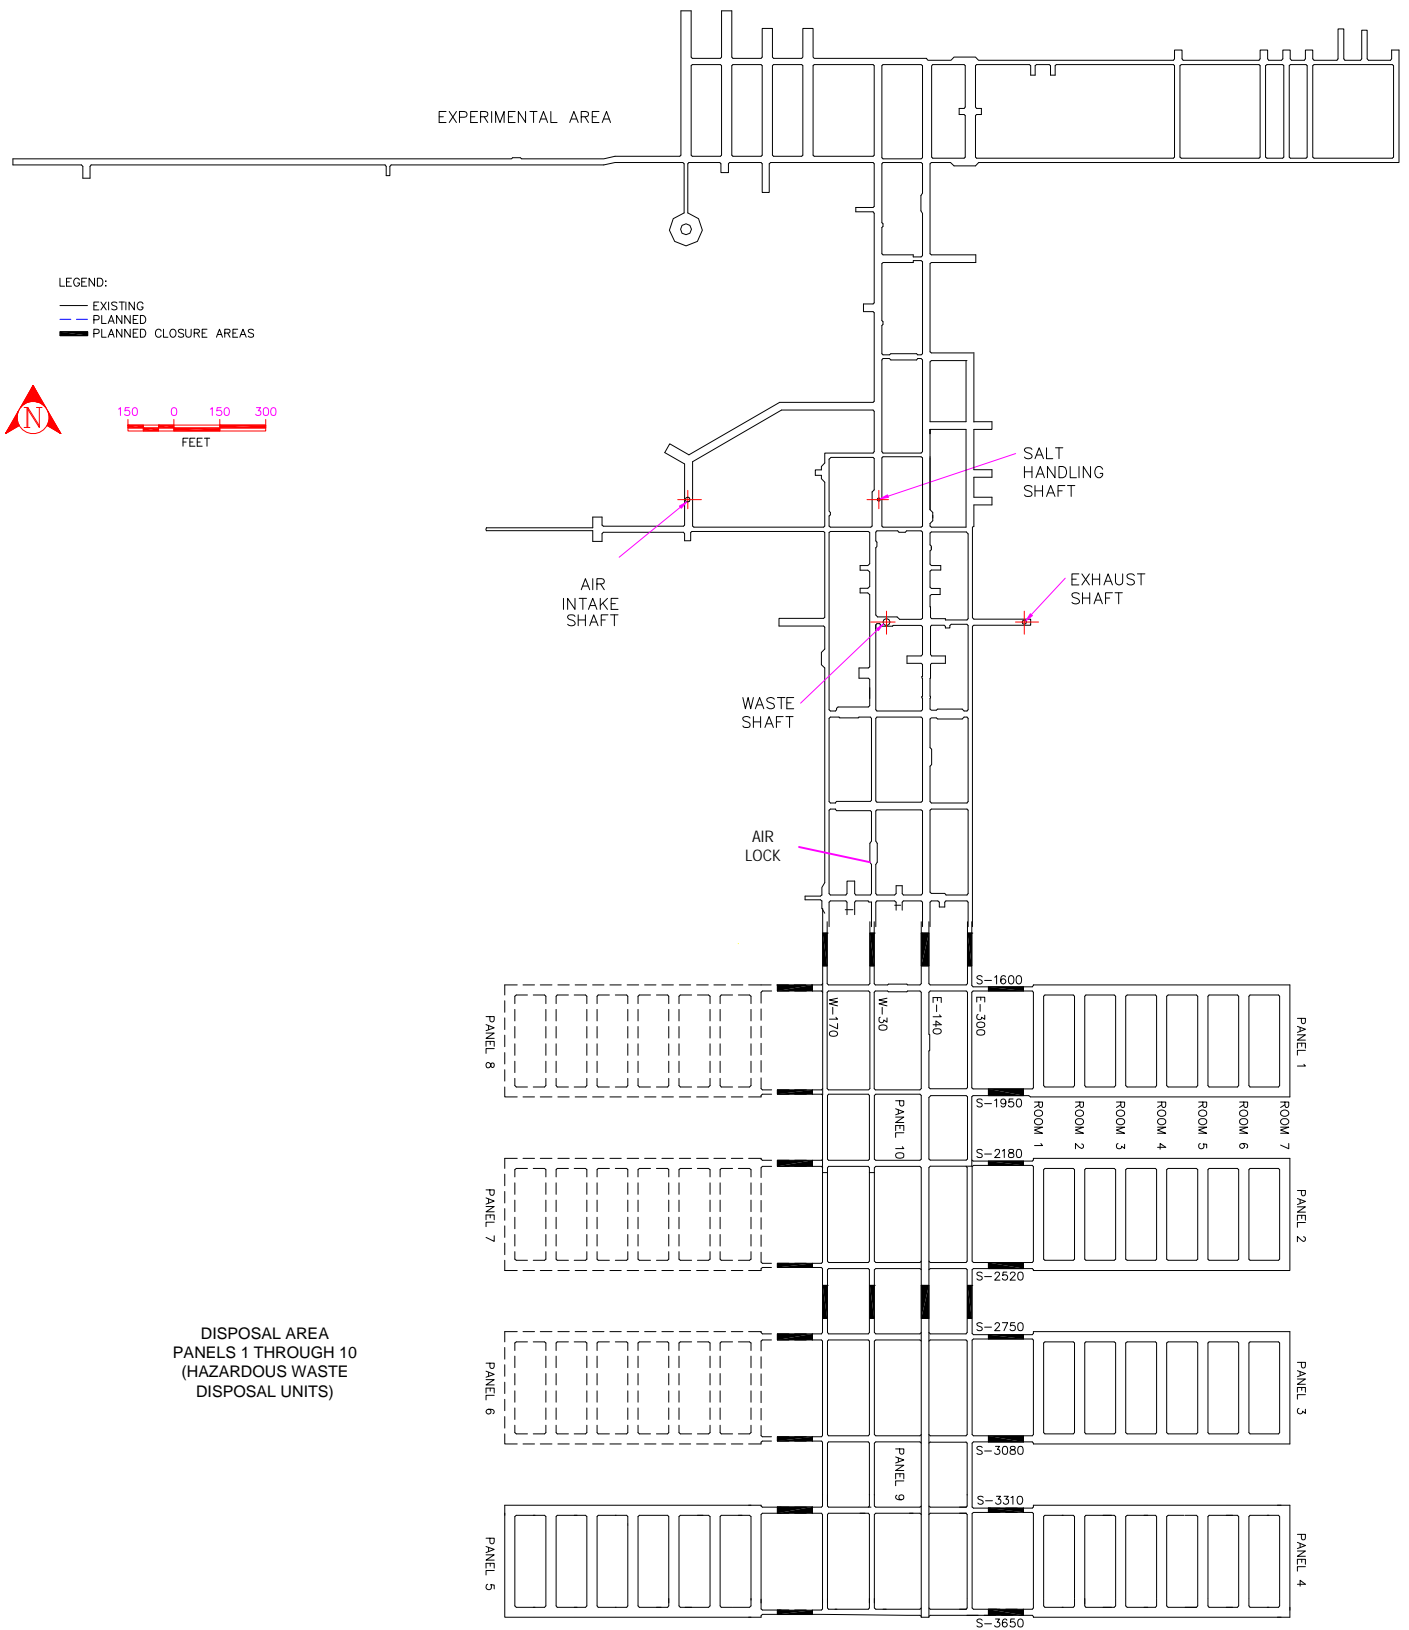 EXPERIMENTAL AREA
LEGEND:
EXISTING
PLANNED
PLANNED CLOSURE AREAS
N
150 0 150 300
FEET
SALT
HANDLING
SHAFT
AIR
INTAKE
SHAFT
EXHAUST
SHAFT
WASTE
SHAFT
AIR
LOCK
S-1600
W-170
W-30
E-140
E-300
PANEL 8
PANEL 1
S-1950
PANEL 10
ROOM 1
ROOM 2
ROOM 3
ROOM 4
ROOM 5
ROOM 6
ROOM 7
S-2180
PANEL 7
PANEL 2
S-2520
S-2750
DISPOSAL AREA
PANELS 1 THROUGH 10
(HAZARDOUS WASTE
DISPOSAL UNITS)
PANEL 6
PANEL 3
S-3080
PANEL 9
S-3310
PANEL 5
PANEL 4
S-3650